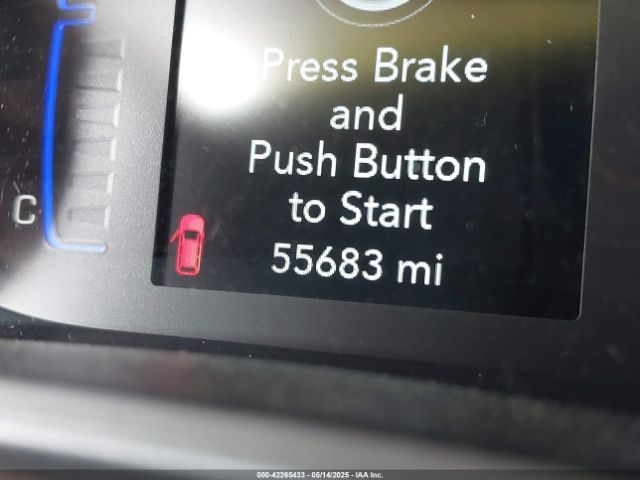 Press Brake
and
Push Button
to Start
C
55683 mi
000-42265433 - 05/14/2025 - IAA Inc.